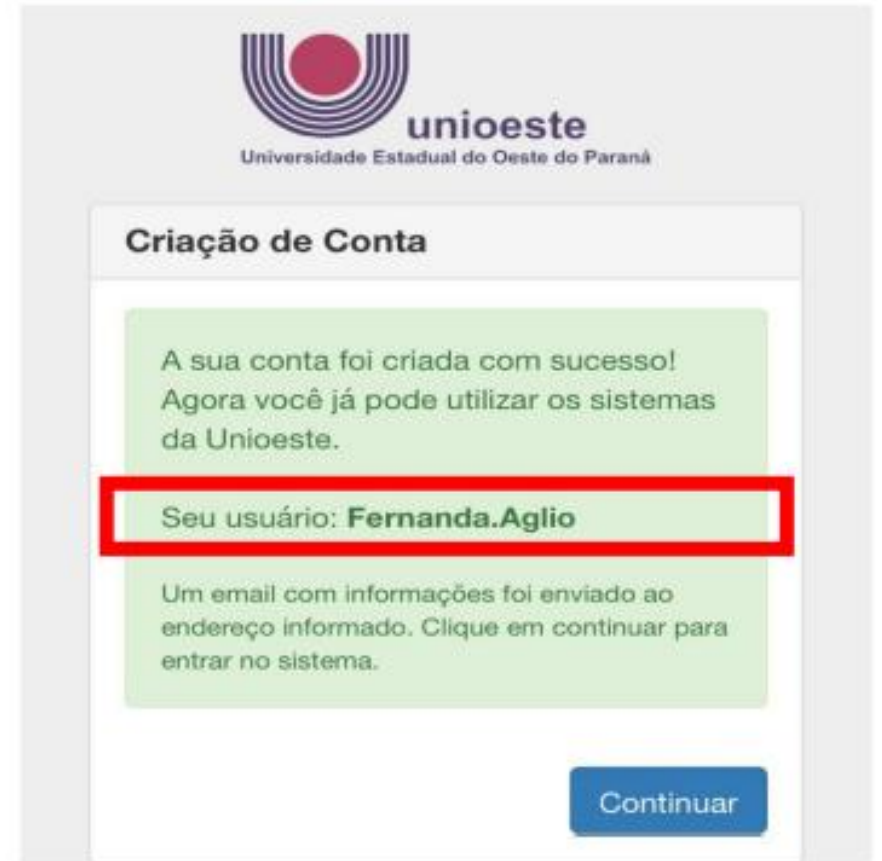 unioeste
Universidade Estadual do Oeste do Paraná
Criação de Conta
A sua conta foi criada com sucesso!
Agora você já pode utilizar os sistemas
da Unioeste.
Seu usuário: Fernanda.Aglio
Um email com informações foi enviado ao
endereço informado. Clique em continuar para
entrar no sistema.
Continuar